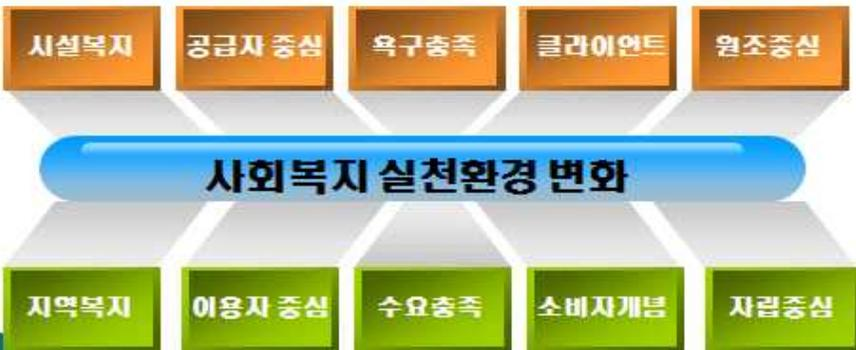 시설복지
공급자 중심
욕구충족
클라이언트
원조중심
사회복지 실천환경 변화
지역복지
이용자 중심
수요충족
소비자개념
자립중심